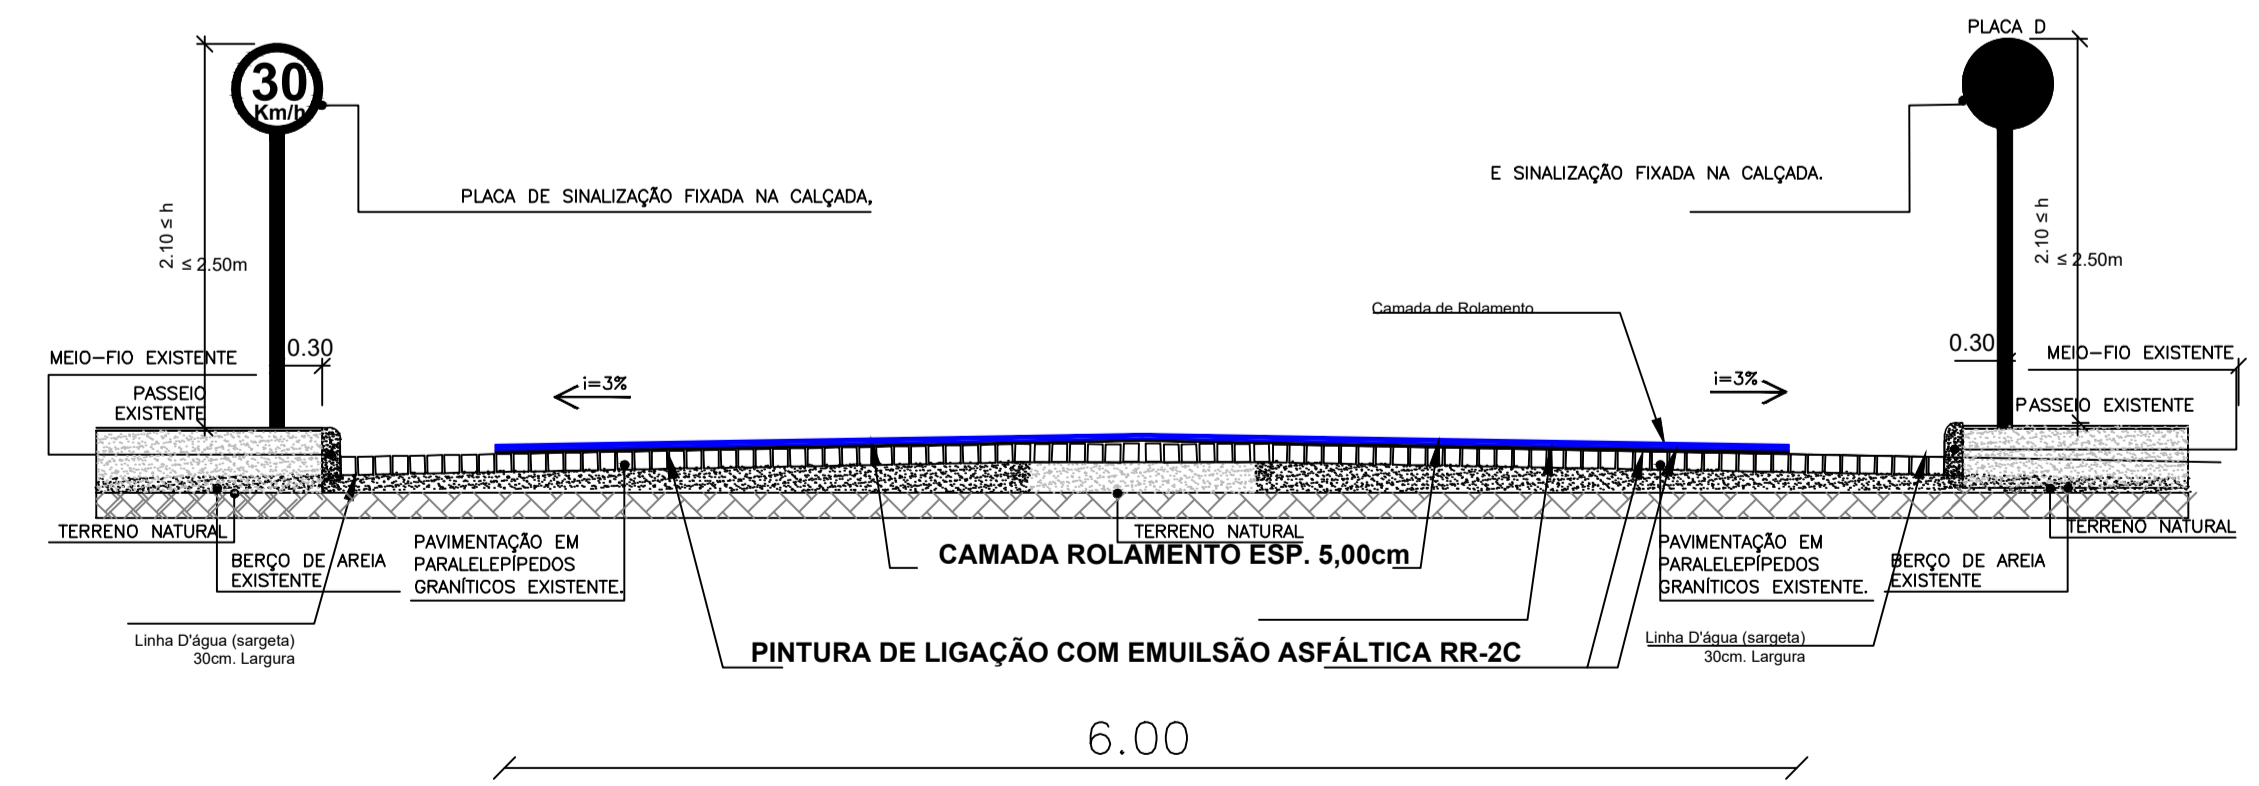 PLACA D
30
Km/h
E SINALIZAÇÃO FIXADA NA CALÇADA.
PLACA DE SINALIZAÇÃO FIXADA NA CALÇADA,
2.10 ≤ h
≤ 2.50m
2.10 ≤ h
≤ 2.50m
Camada de Rolamento
0.30
0.30
MEIO-FIO EXISTENTE
MEIO-FIO EXISTENTE
i=3%
i=3%
PASSEIO
EXISTENTE
PASSEIO EXISTENTE
TERRENO NATURAL
TERRENO NATURAL
TERRENO NATURAL
BERÇO DE AREIA
EXISTENTE
PAVIMENTAÇÃO EM
PARALELEPÍPEDOS
GRANÍTICOS EXISTENTE.
CAMADA ROLAMENTO ESP. 5,00cm
PAVIMENTAÇÃO EM
PARALELEPÍPEDOS
GRANÍTICOS EXISTENTE.
BERÇO DE AREIA
EXISTENTE
Linha D'água (sargeta)
30cm. Largura
PINTURA DE LIGAÇÃO COM EMUILSÃO ASFÁLTICA RR-2C
Linha D'água (sargeta)
30cm. Largura
6.00